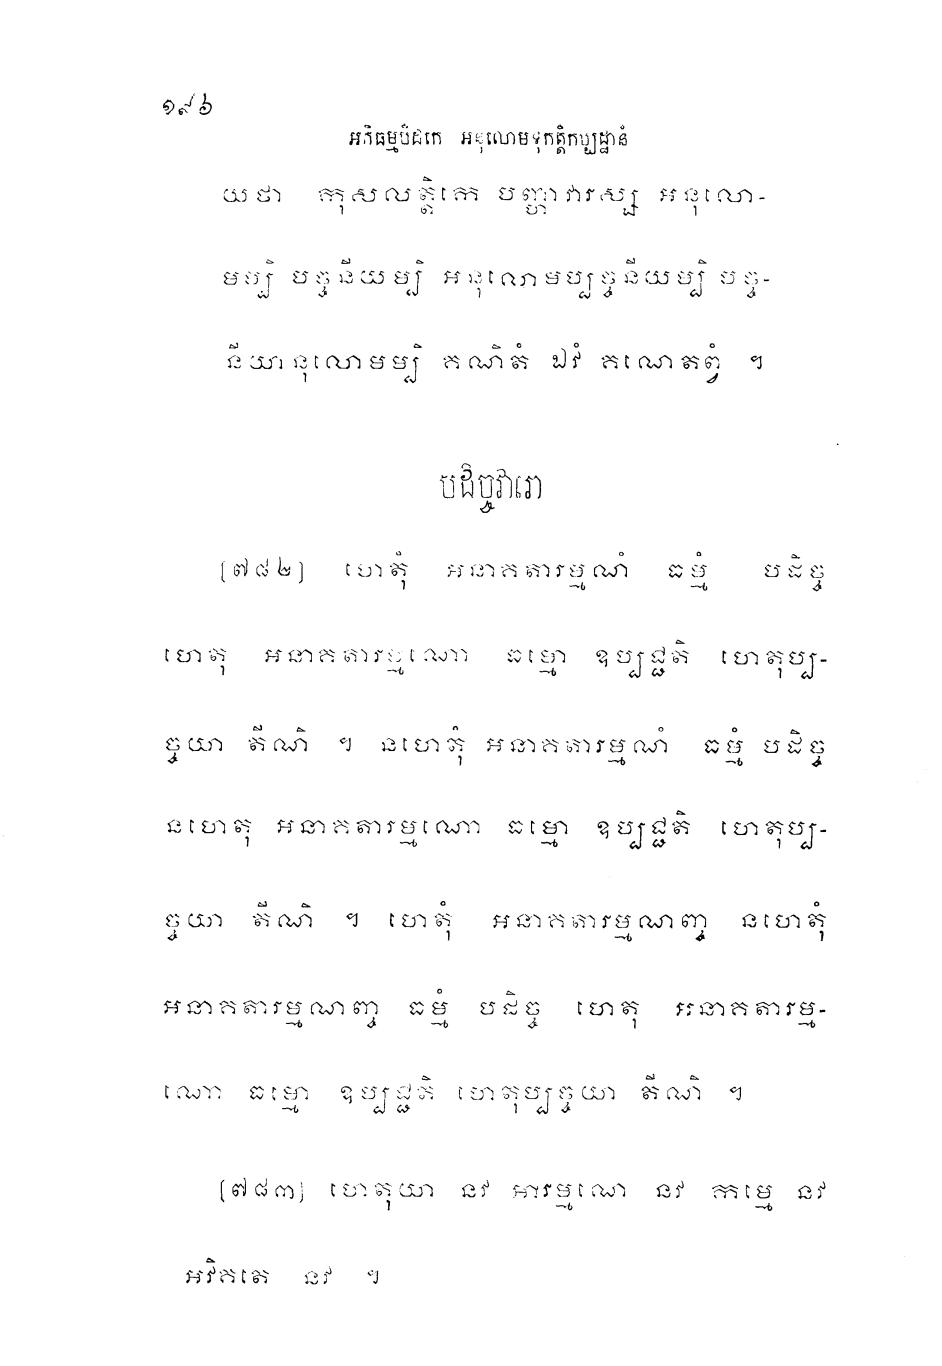 ១៩៦
អភិធម្មបិដកេ អនុលោមទុកត្តិកប្បដ្ឋានំ
យថា កុសលត្តិកេ បញ្ហាវារស្ស អនុលោ-
មម្បិ បច្ចនីយម្បិ អនុលោមប្បច្ចនីយម្បិ បច្ច-
នីយានុលោមម្បិ គណិតំ ឯវំ គណេតព្វំ ។
បដិច្ចវារោ
[៧៨២] ហេតុំ អនាគតារម្មណំ ធម្មំ បដិច្ច
ហេតុ អនាគតារម្មណោ ធម្មោ ឧប្បជ្ជតិ ហេតុប្ប-
ច្ចយា តីណិ ។ នហេតុំ អនាគតារម្មណំ ធម្មំ បដិច្ច
នហេតុ អនាគតារម្មណោ ធម្មោ ឧប្បជ្ជតិ ហេតុប្ប-
ច្ចយា តីណិ ។ ហេតុំ អនាគតារម្មណញ្ច នហេតុំ
អនាគតារម្មណញ្ច ធម្មំ បដិច្ច ហេតុ អនាគតារម្ម-
ណោ ធម្មោ ឧប្បជ្ជតិ ហេតុប្បច្ចយា តីណិ ។
[៧៨៣] ហេតុយា នវ អារម្មណេ នវ កម្មេ នវ
អវិគតេ នវ ។